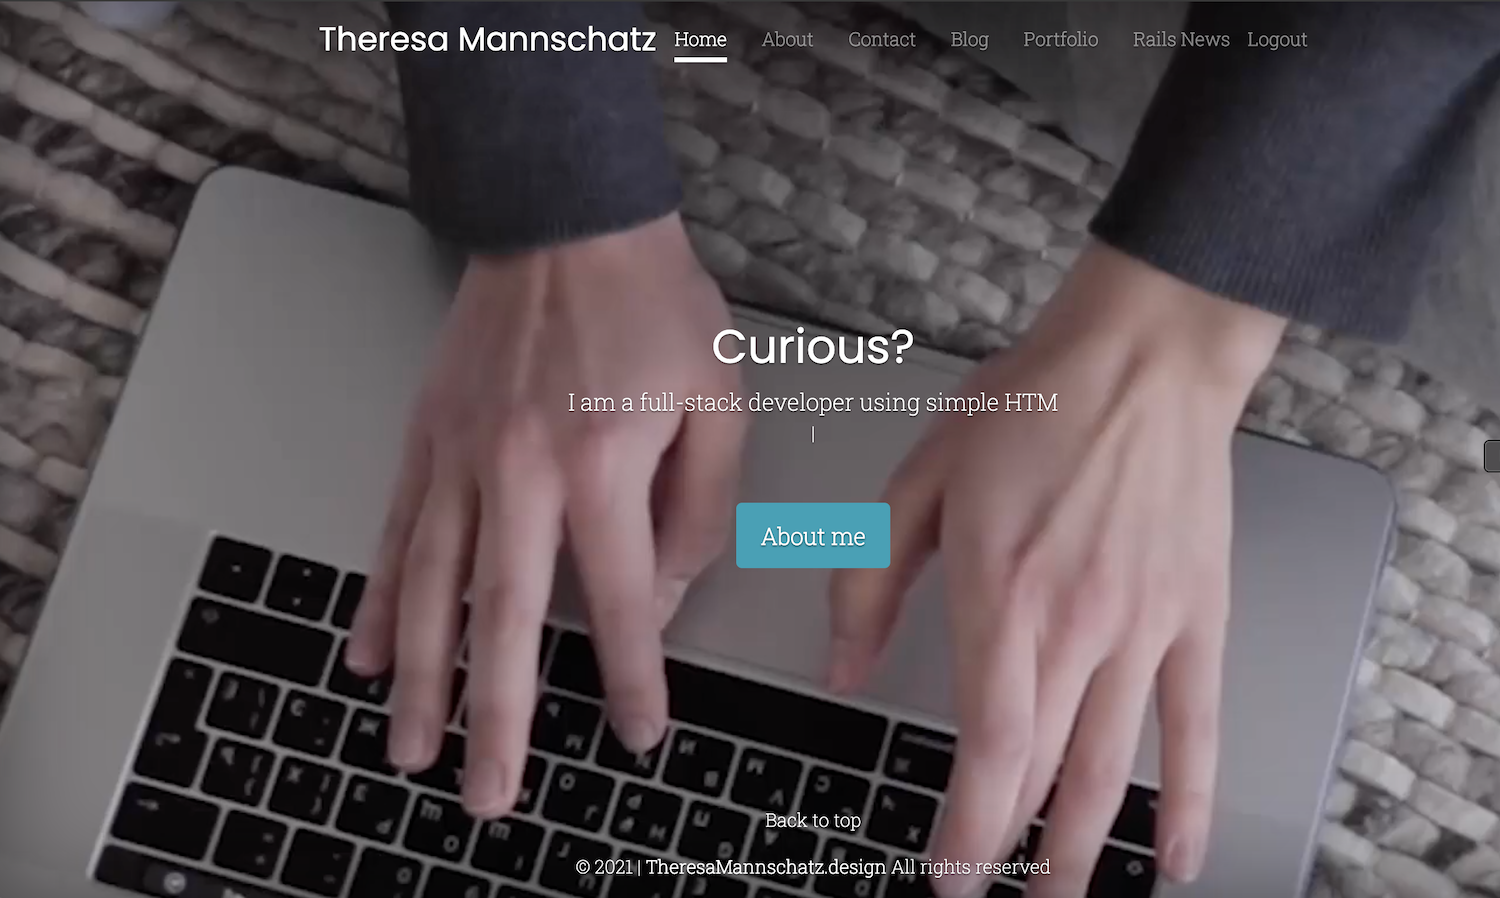 Theresa Mannschatz Home About Contact Blog Portfolio Rails News Logout
Curious?
I am a full-stack developer using simple HTM
|
About me
Back to top
© 2021 | TheresaMannschatz.design All rights reserved